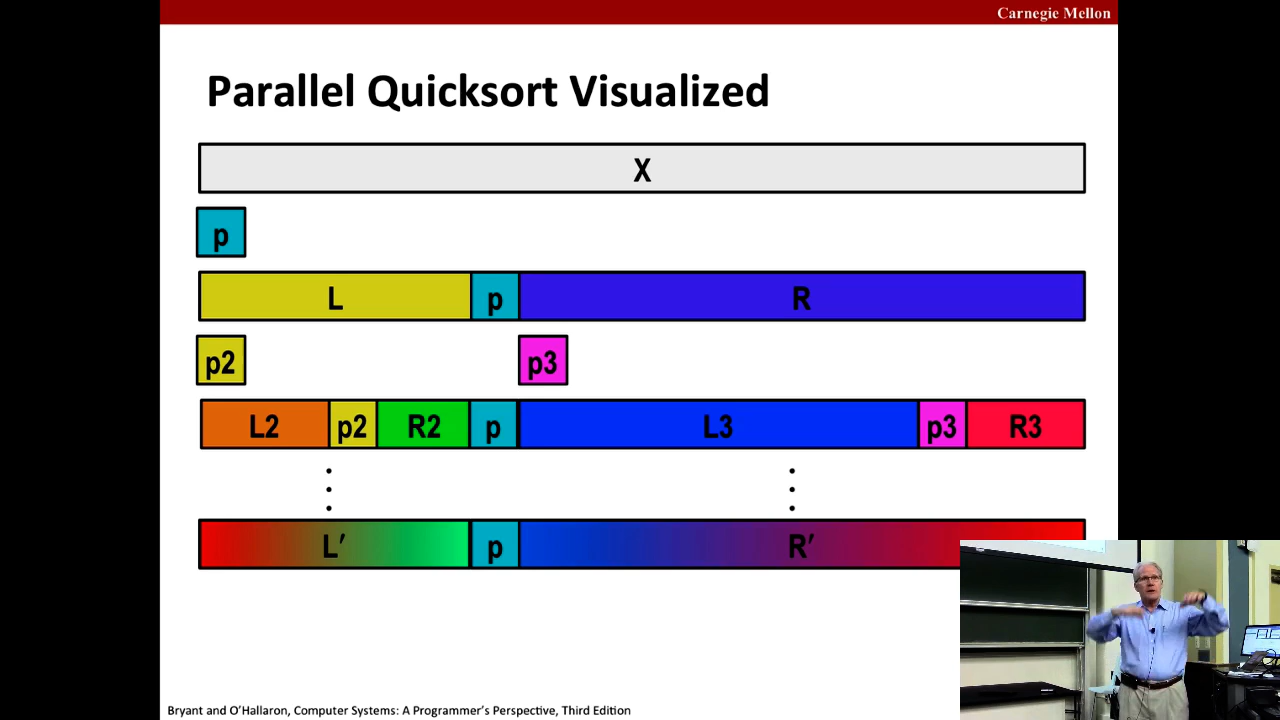 Carnegie Mellon
Parallel Quicksort Visualized
X
p
L p R
p2 p3
L2 p2 R2 p L3 p3 R3
L′ p R′
Bryant and O'Hallaron, Computer Systems: A Programmer's Perspective, Third Edition